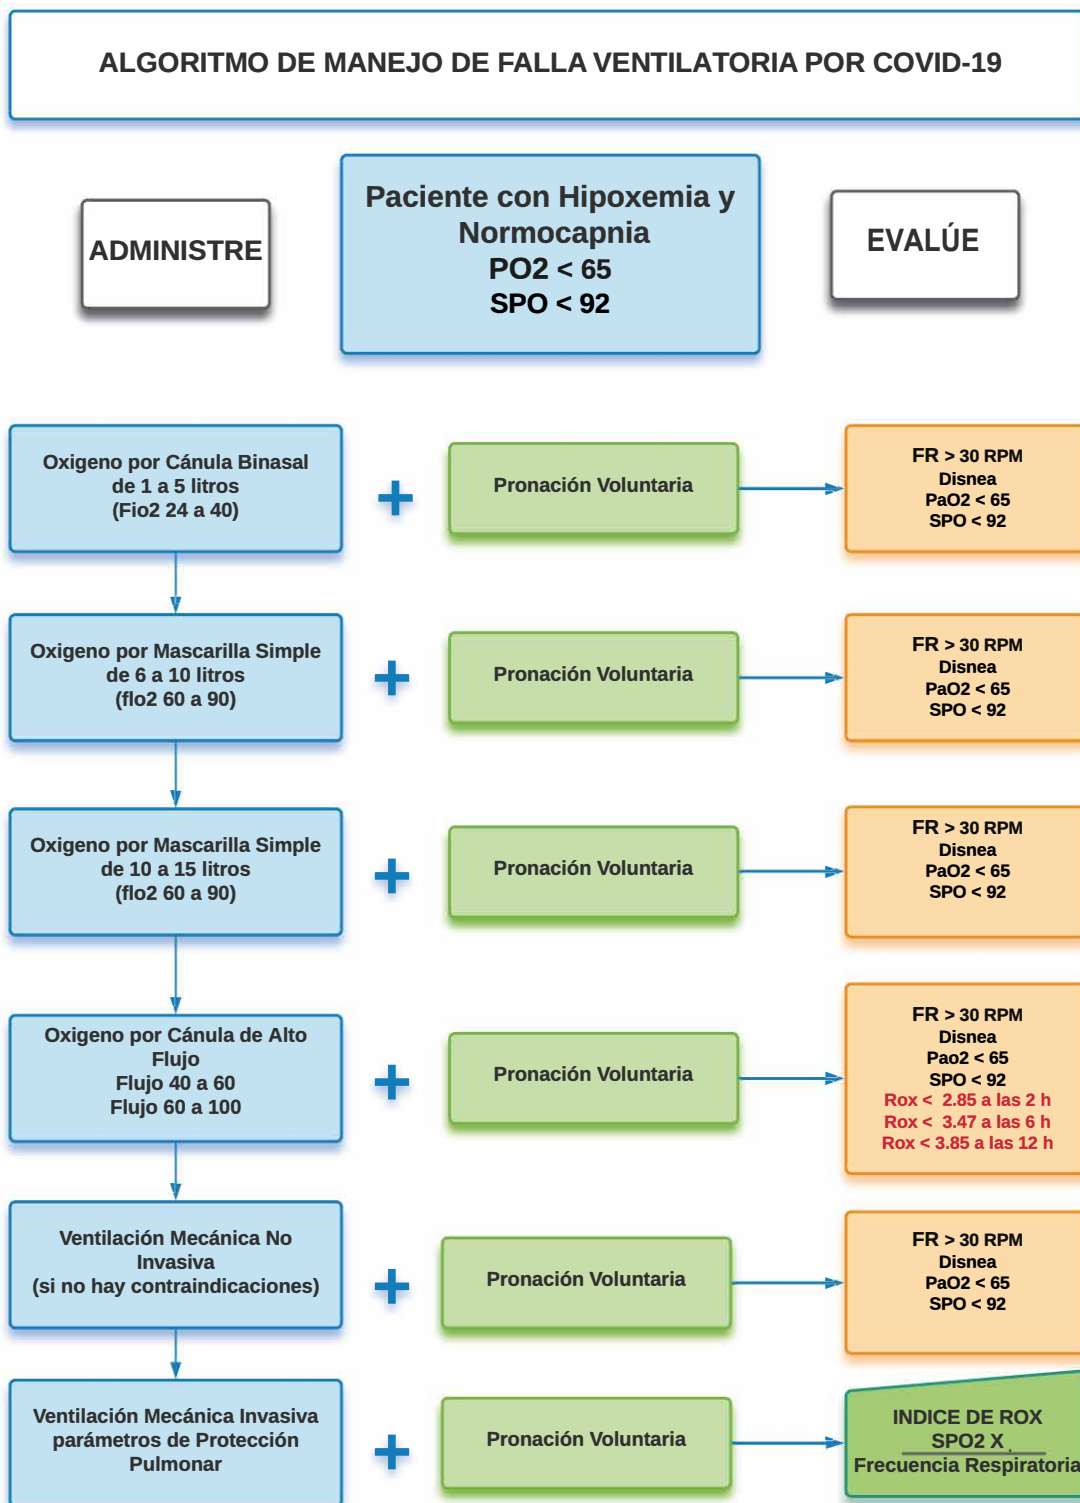 ALGORITMO DE MANEJO DE FALLA VENTILATORIA POR COVID-19
ADMINISTRE
Paciente con Hipoxemia y
Normocapnia
PO2 < 65
SPO < 92
EVALÚE
Oxigeno por Cánula Binasal
de 1 a 5 litros
(Fio2 24 a 40)
+
Pronación Voluntaria
FR > 30 RPM
Disnea
PaO2 < 65
SPO < 92
Oxigeno por Mascarilla Simple
de 6 a 10 litros
(flo2 60 a 90)
+
Pronación Voluntaria
FR > 30 RPM
Disnea
PaO2 < 65
SPO < 92
Oxigeno por Mascarilla Simple
de 10 a 15 litros
(flo2 60 a 90)
+
Pronación Voluntaria
FR > 30 RPM
Disnea
PaO2 < 65
SPO < 92
Oxigeno por Cánula de Alto
Flujo
Flujo 40 a 60
Flujo 60 a 100
+
Pronación Voluntaria
FR > 30 RPM
Disnea
Pao2 < 65
SPO < 92
Rox < 2.85 a las 2 h
Rox < 3.47 a las 6 h
Rox < 3.85 a las 12 h
Ventilación Mecánica No
Invasiva
(si no hay contraindicaciones)
+
Pronación Voluntaria
FR > 30 RPM
Disnea
PaO2 < 65
SPO < 92
Ventilación Mecánica Invasiva
parámetros de Protección
Pulmonar
+
Pronación Voluntaria
INDICE DE ROX
SPO2 X
Frecuencia Respiratoria